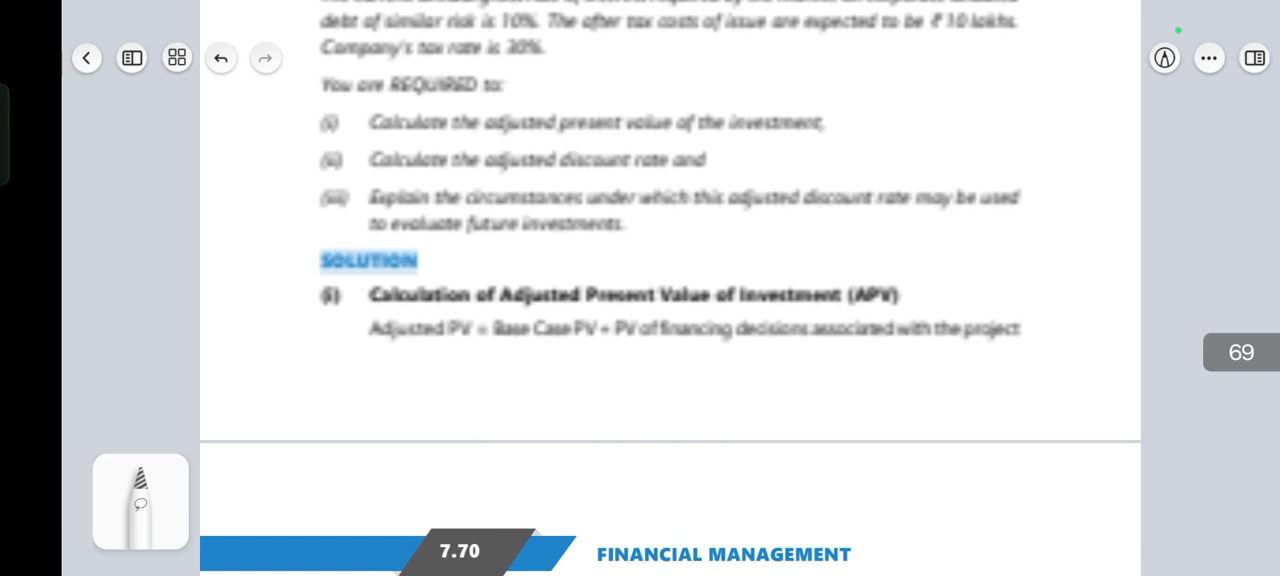 debt of similar risk is 10%. The after tax costs of issue are expected to be ₹ 10 lakhs.
Company's tax rate is 30%.
You are REQUIRED to:
(i) Calculate the adjusted present value of the investment,
(ii) Calculate the adjusted discount rate and
(iii) Explain the circumstances under which this adjusted discount rate may be used
to evaluate future investments.
SOLUTION
(i) Calculation of Adjusted Present Value of Investment (APV)
Adjusted PV = Base Case PV + PV of financing decisions associated with the project
69
7.70 FINANCIAL MANAGEMENT